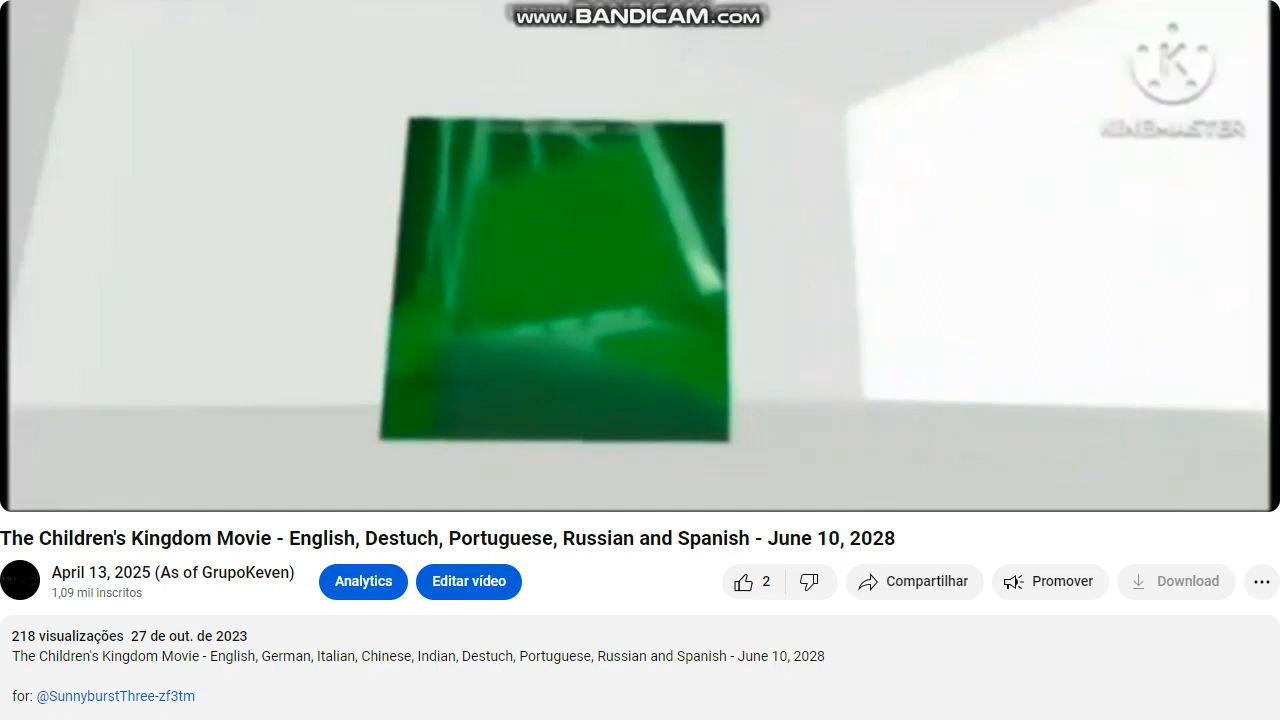 www.BANDICAM.com
K
KINEMASTER
The Children's Kingdom Movie - English, Destuch, Portuguese, Russian and Spanish - June 10, 2028
April 13, 2025 (As of GrupoKeven)
1,09 mil inscritos
Analytics
Editar vídeo
2
Compartilhar
Promover
Download
218 visualizações 27 de out. de 2023
The Children's Kingdom Movie - English, German, Italian, Chinese, Indian, Destuch, Portuguese, Russian and Spanish - June 10, 2028
for: @SunnyburstThree-zf3tm